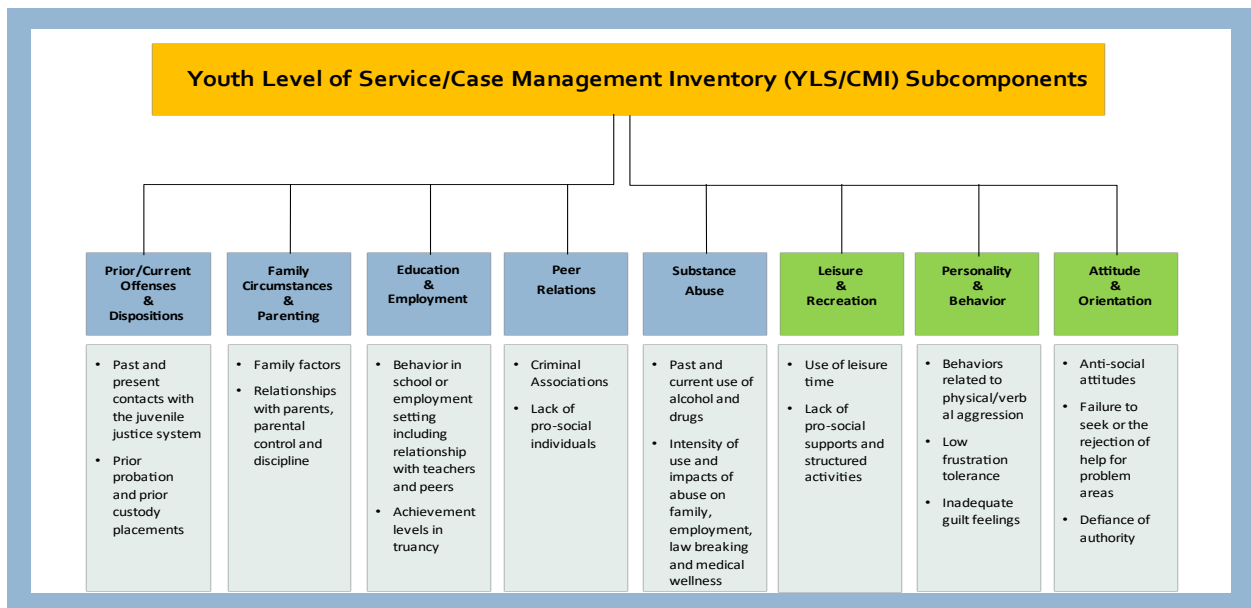 Youth Level of Service/Case Management Inventory (YLS/CMI) Subcomponents
Prior/Current
Offenses
&
Dispositions
Family
Circumstances
&
Parenting
Education
&
Employment
Peer
Relations
Substance
Abuse
Leisure
&
Recreation
Personality
&
Behavior
Attitude
&
Orientation
• Past and
present
contacts with
the juvenile
justice system
• Prior
probation
and prior
custody
placements
• Family factors
• Relationships
with parents,
parental
control and
discipline
• Behavior in
school or
employment
setting
including
relationship
with teachers
and peers
• Achievement
levels in
truancy
• Criminal
Associations
• Lack of
pro-social
individuals
• Past and
current use of
alcohol and
drugs
• Intensity of
use and
impacts of
abuse on
family,
employment,
law breaking
and medical
wellness
• Use of leisure
time
• Lack of
pro-social
supports and
structured
activities
• Behaviors
related to
physical/verb
al aggression
• Low
frustration
tolerance
• Inadequate
guilt feelings
• Anti-social
attitudes
• Failure to
seek or the
rejection of
help for
problem
areas
• Defiance of
authority